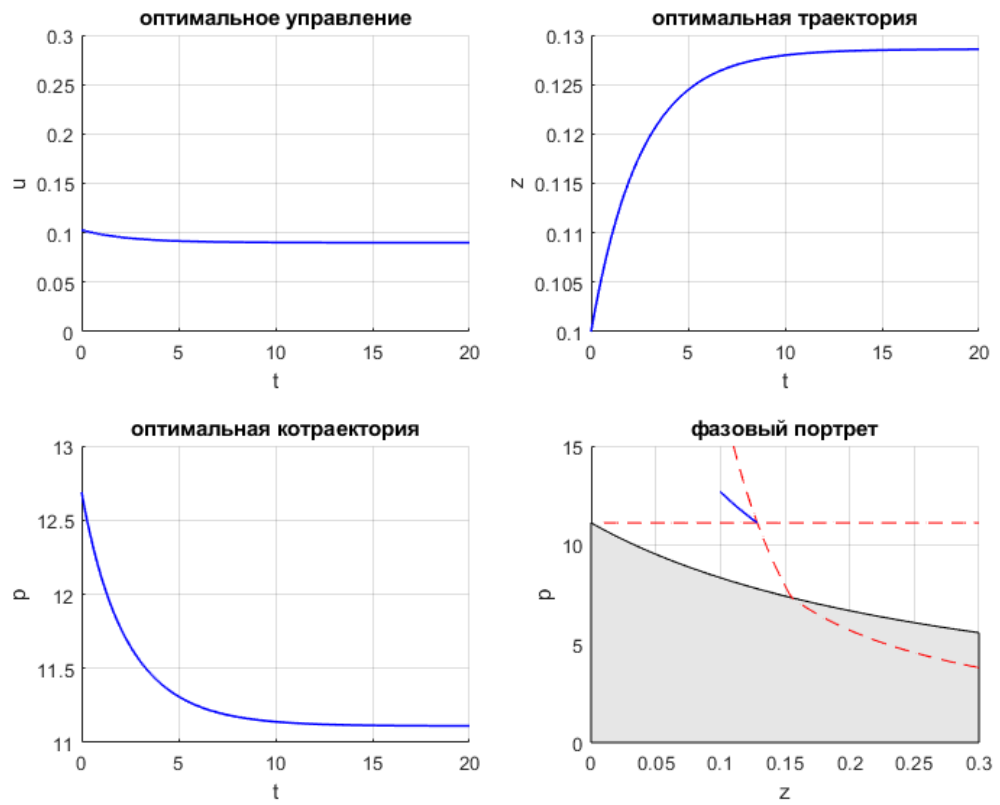 оптимальное управление
0.3
0.25
0.2
0.15
0.1
0.05
0
u
0 5 10 15 20
t
оптимальная траектория
0.13
0.125
0.12
0.115
0.11
0.105
0.1
z
0 5 10 15 20
t
оптимальная котраектория
13
12.5
12
11.5
11
p
0 5 10 15 20
t
фазовый портрет
15
10
5
0
p
0 0.05 0.1 0.15 0.2 0.25 0.3
z